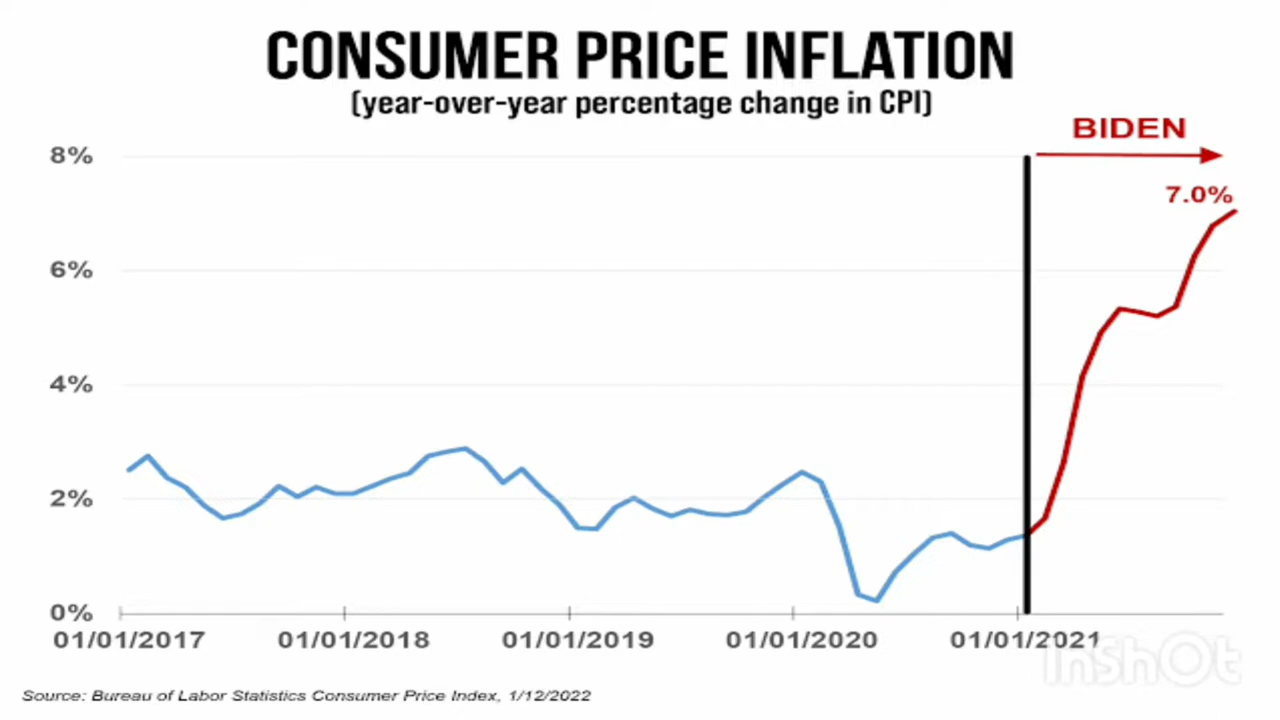 CONSUMER PRICE INFLATION
(year-over-year percentage change in CPI)
BIDEN
8%
7.0%
6%
4%
2%
0%
01/01/2017 01/01/2018 01/01/2019 01/01/2020 01/01/2021
InShOt
Source: Bureau of Labor Statistics Consumer Price Index, 1/12/2022